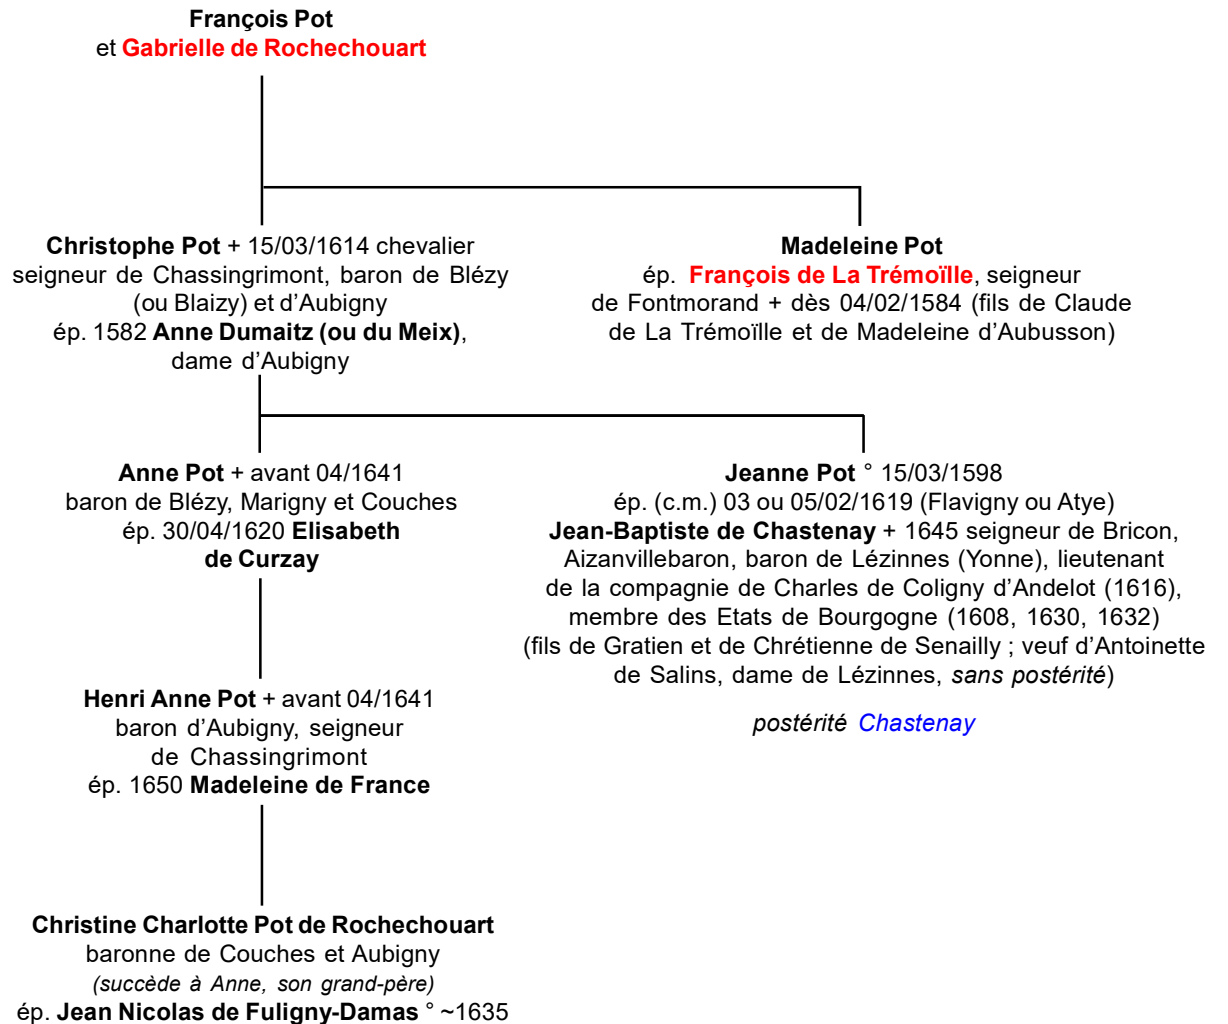 François Pot
et Gabrielle de Rochechouart
Christophe Pot + 15/03/1614 chevalier
seigneur de Chassingrimont, baron de Blézy
(ou Blaizy) et d’Aubigny
ép. 1582 Anne Dumaitz (ou du Meix),
dame d’Aubigny
Madeleine Pot
ép. François de La Trémoïlle, seigneur
de Fontmorand + dès 04/02/1584 (fils de Claude
de La Trémoïlle et de Madeleine d’Aubusson)
Anne Pot + avant 04/1641
baron de Blézy, Marigny et Couches
ép. 30/04/1620 Elisabeth
de Curzay
Jeanne Pot ° 15/03/1598
ép. (c.m.) 03 ou 05/02/1619 (Flavigny ou Atye)
Jean-Baptiste de Chastenay + 1645 seigneur de Bricon,
Aizanvillebaron, baron de Lézinnes (Yonne), lieutenant
de la compagnie de Charles de Coligny d’Andelot (1616),
membre des Etats de Bourgogne (1608, 1630, 1632)
(fils de Gratien et de Chrétienne de Senailly ; veuf d’Antoinette
de Salins, dame de Lézinnes, sans postérité)
postérité Chastenay
Henri Anne Pot + avant 04/1641
baron d’Aubigny, seigneur
de Chassingrimont
ép. 1650 Madeleine de France
Christine Charlotte Pot de Rochechouart
baronne de Couches et Aubigny
(succède à Anne, son grand-père)
ép. Jean Nicolas de Fuligny-Damas ° ~1635